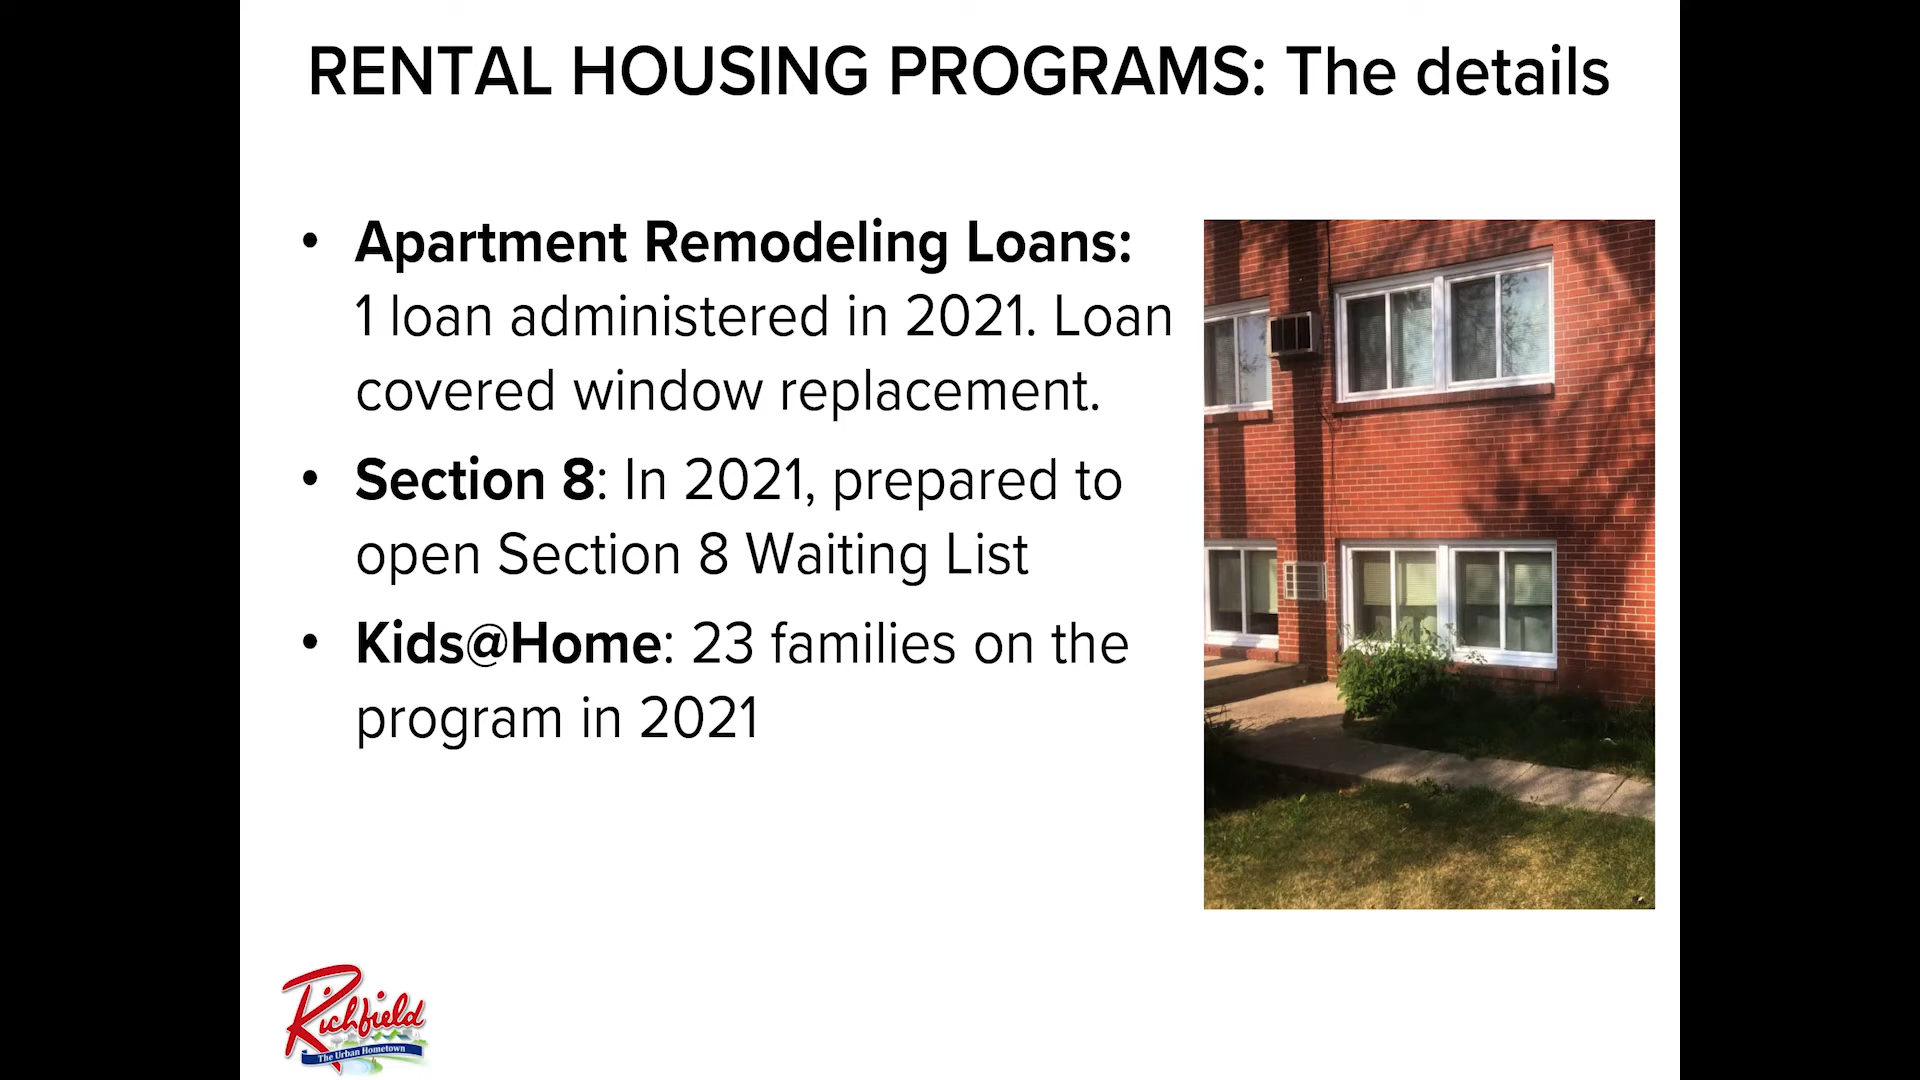 RENTAL HOUSING PROGRAMS: The details
• Apartment Remodeling Loans:
1 loan administered in 2021. Loan
covered window replacement.
• Section 8: In 2021, prepared to
open Section 8 Waiting List
• Kids@Home: 23 families on the
program in 2021
Richfield
The Urban Hometown